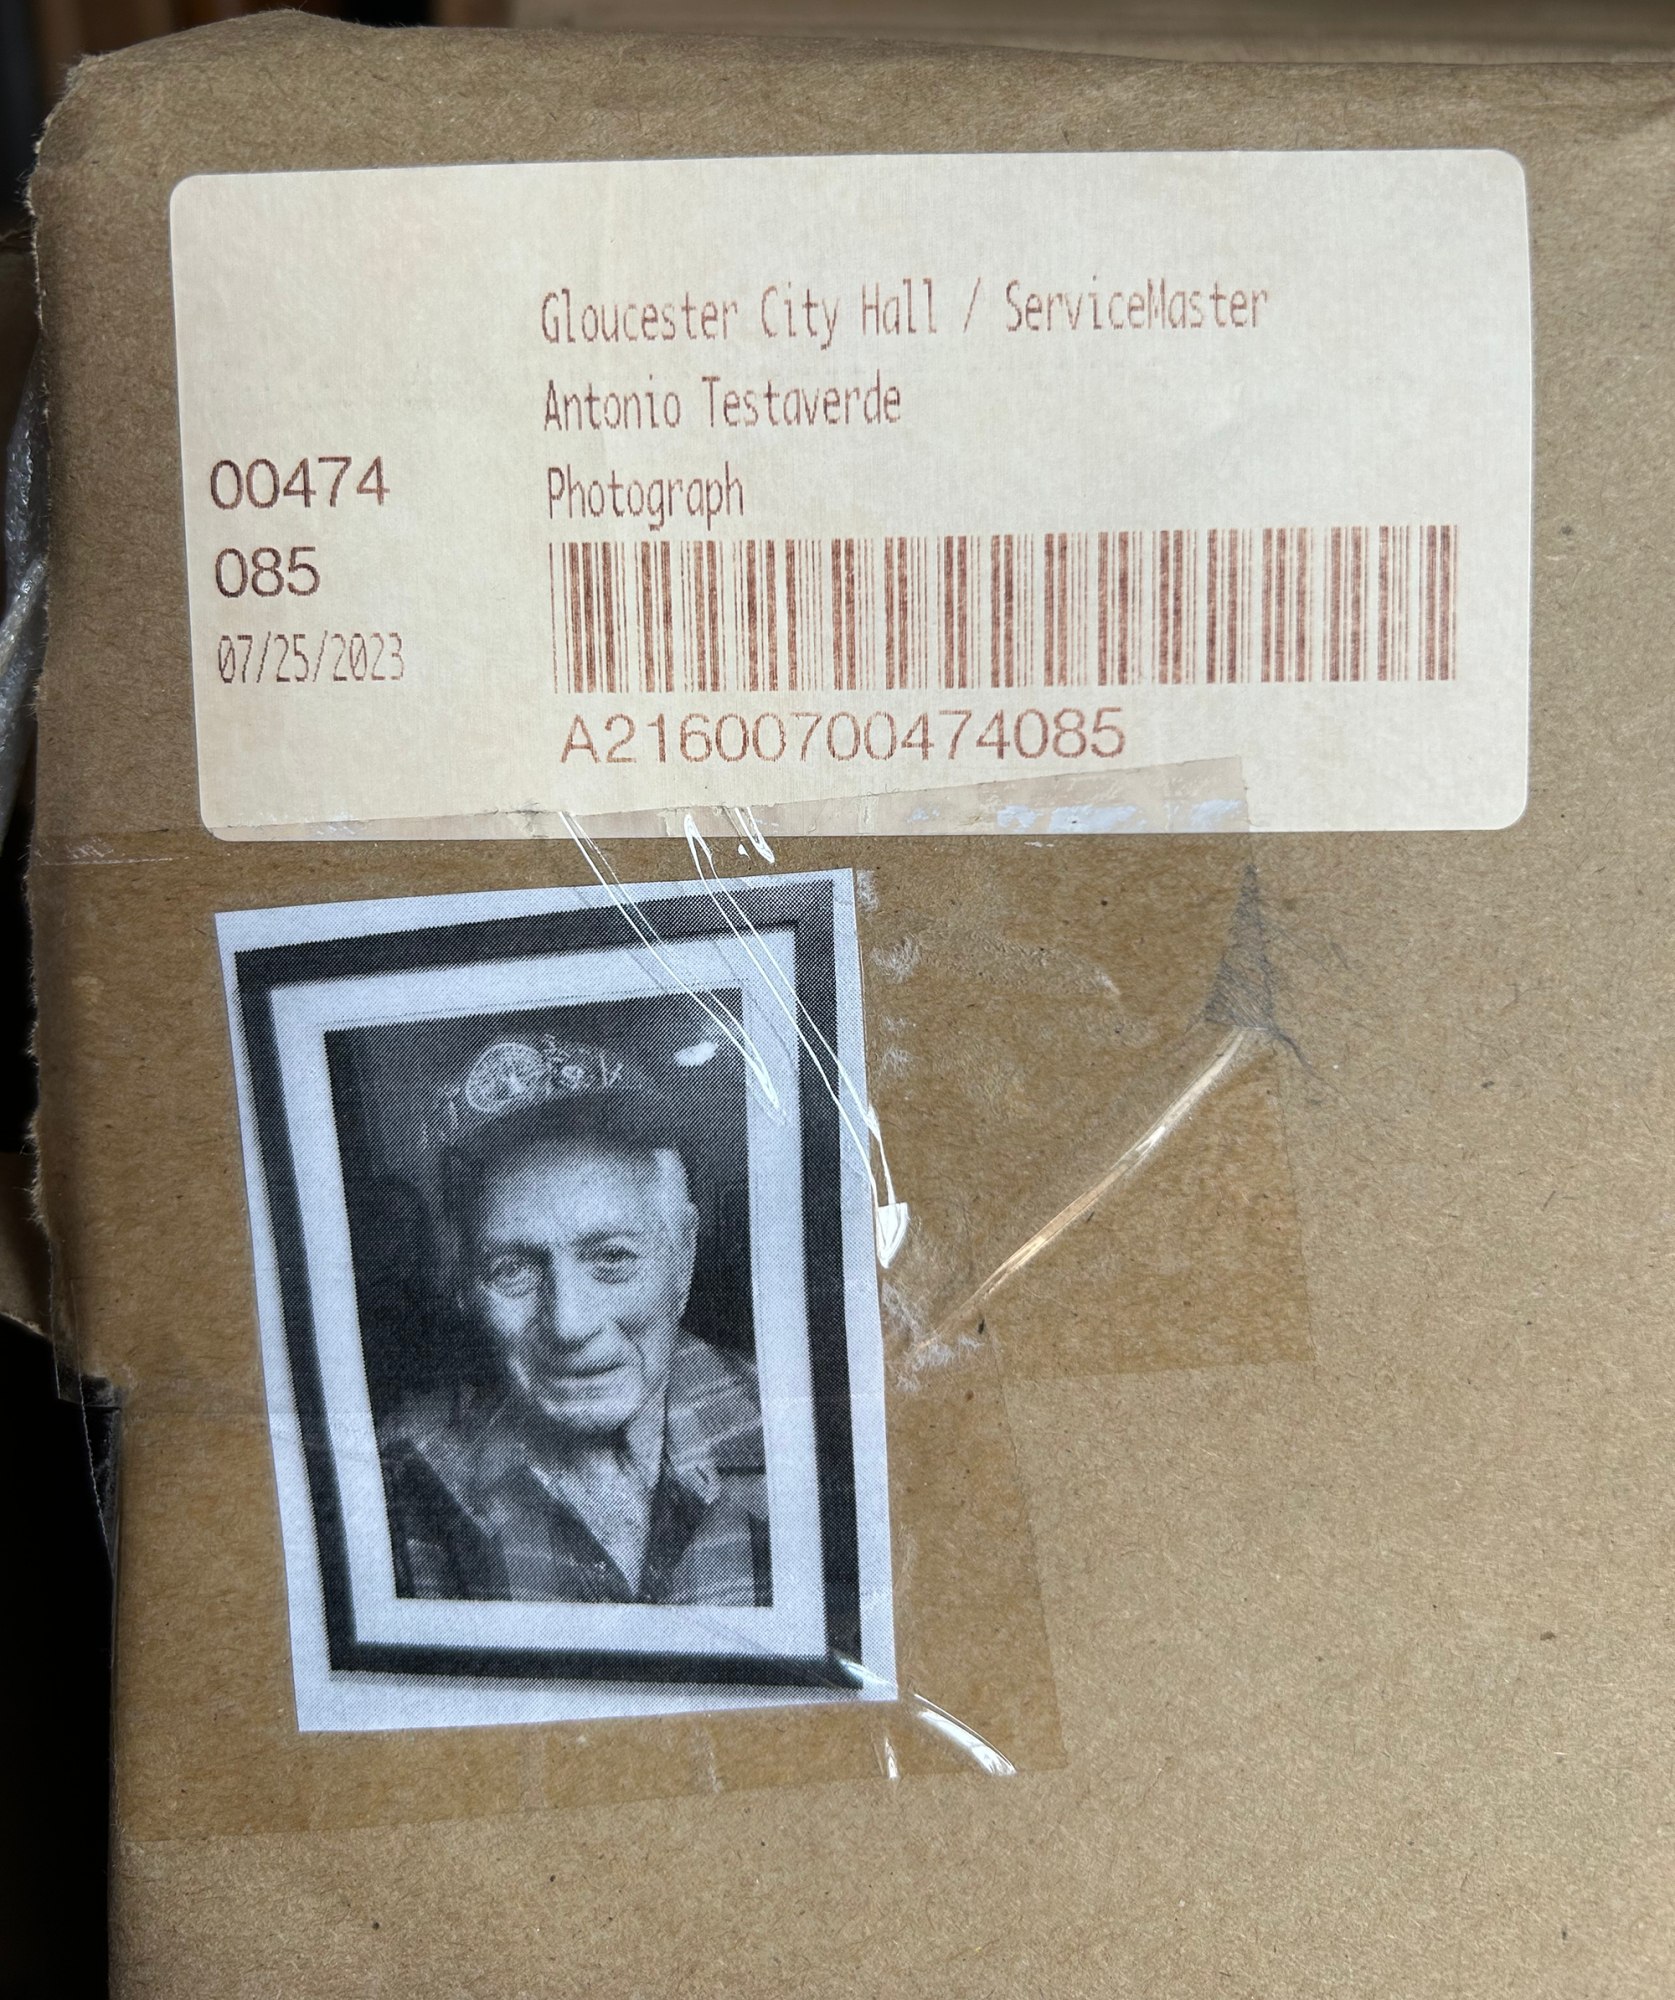 Gloucester City Hall / ServiceMaster
Antonio Testaverde
Photograph
00474
085
07/25/2023
A21600700474085